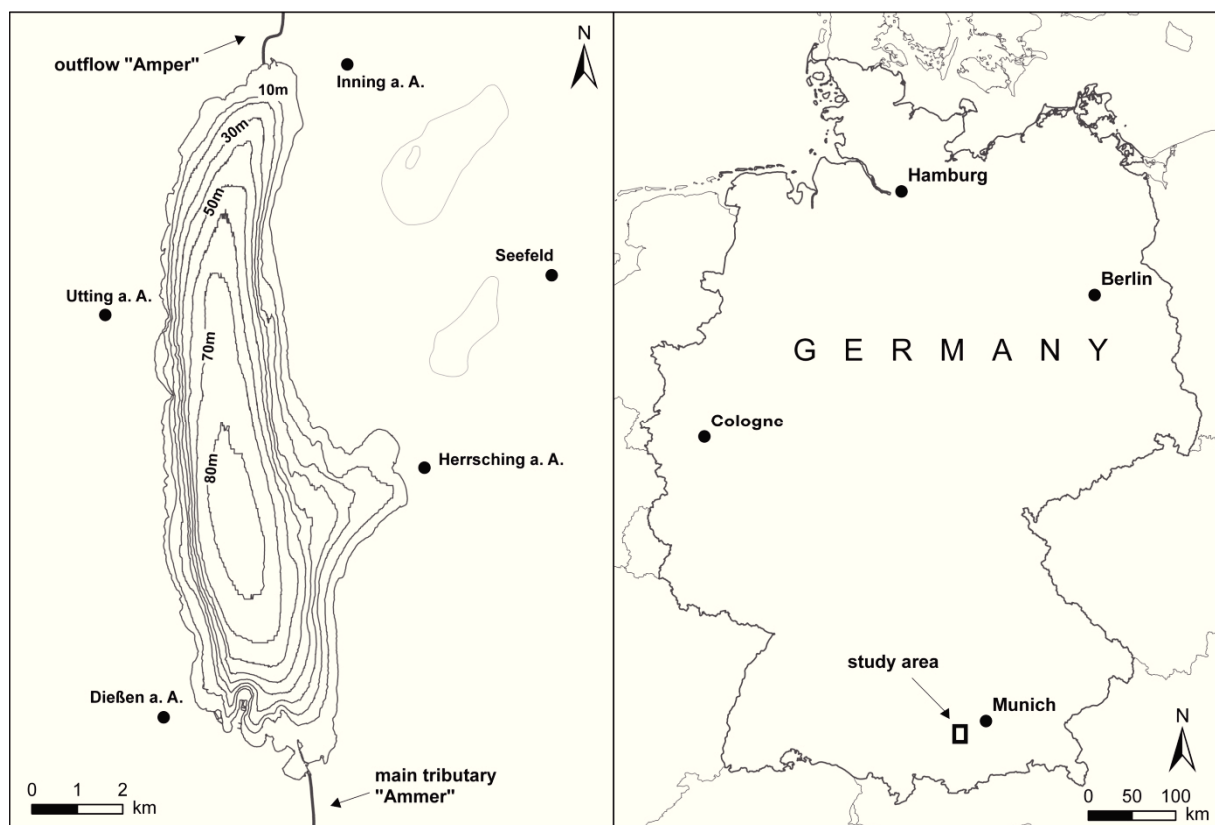 outflow "Amper"
N
Inning a. A.
10m
30m
50m
Seefeld
Utting a. A.
70m
80m
Herrsching a. A.
Dießen a. A.
main tributary
"Ammer"
0 1 2
km
Hamburg
Berlin
GERMANY
Cologne
study area
Munich
N
0 50 100
km